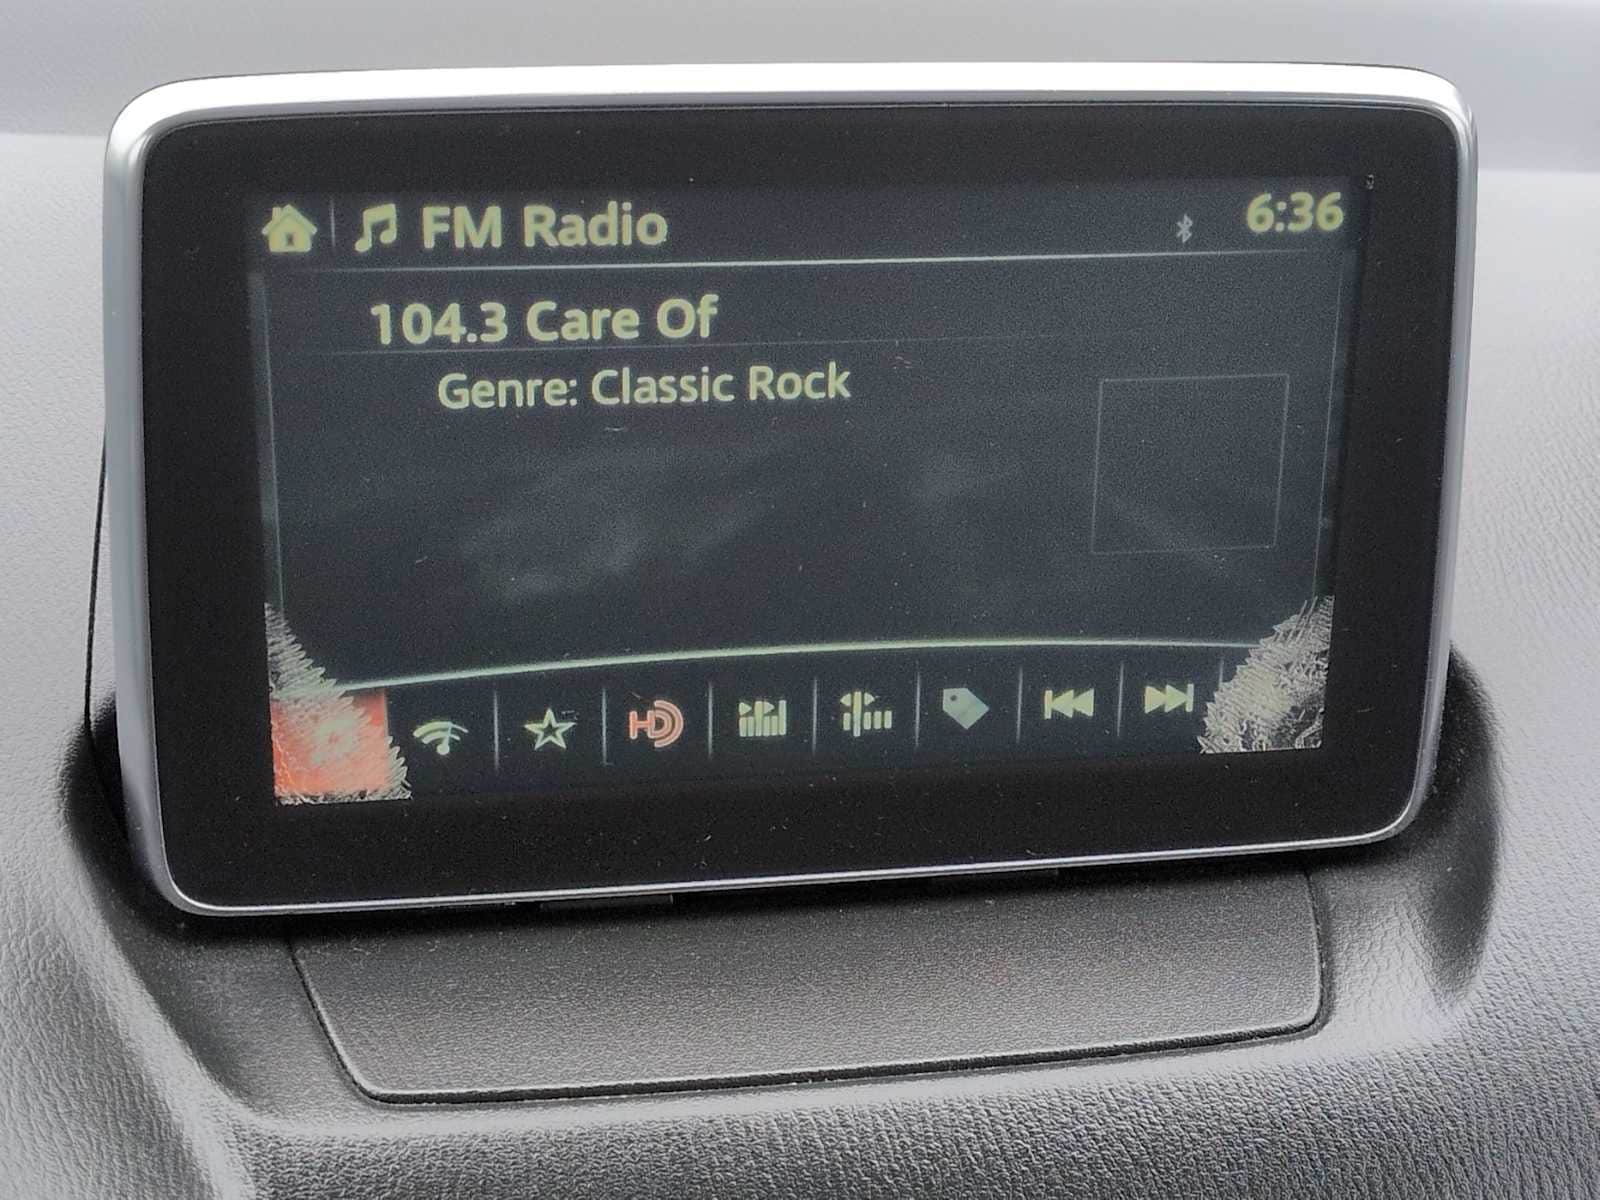 FM Radio
6:36
104.3 Care Of
Genre: Classic Rock
HD